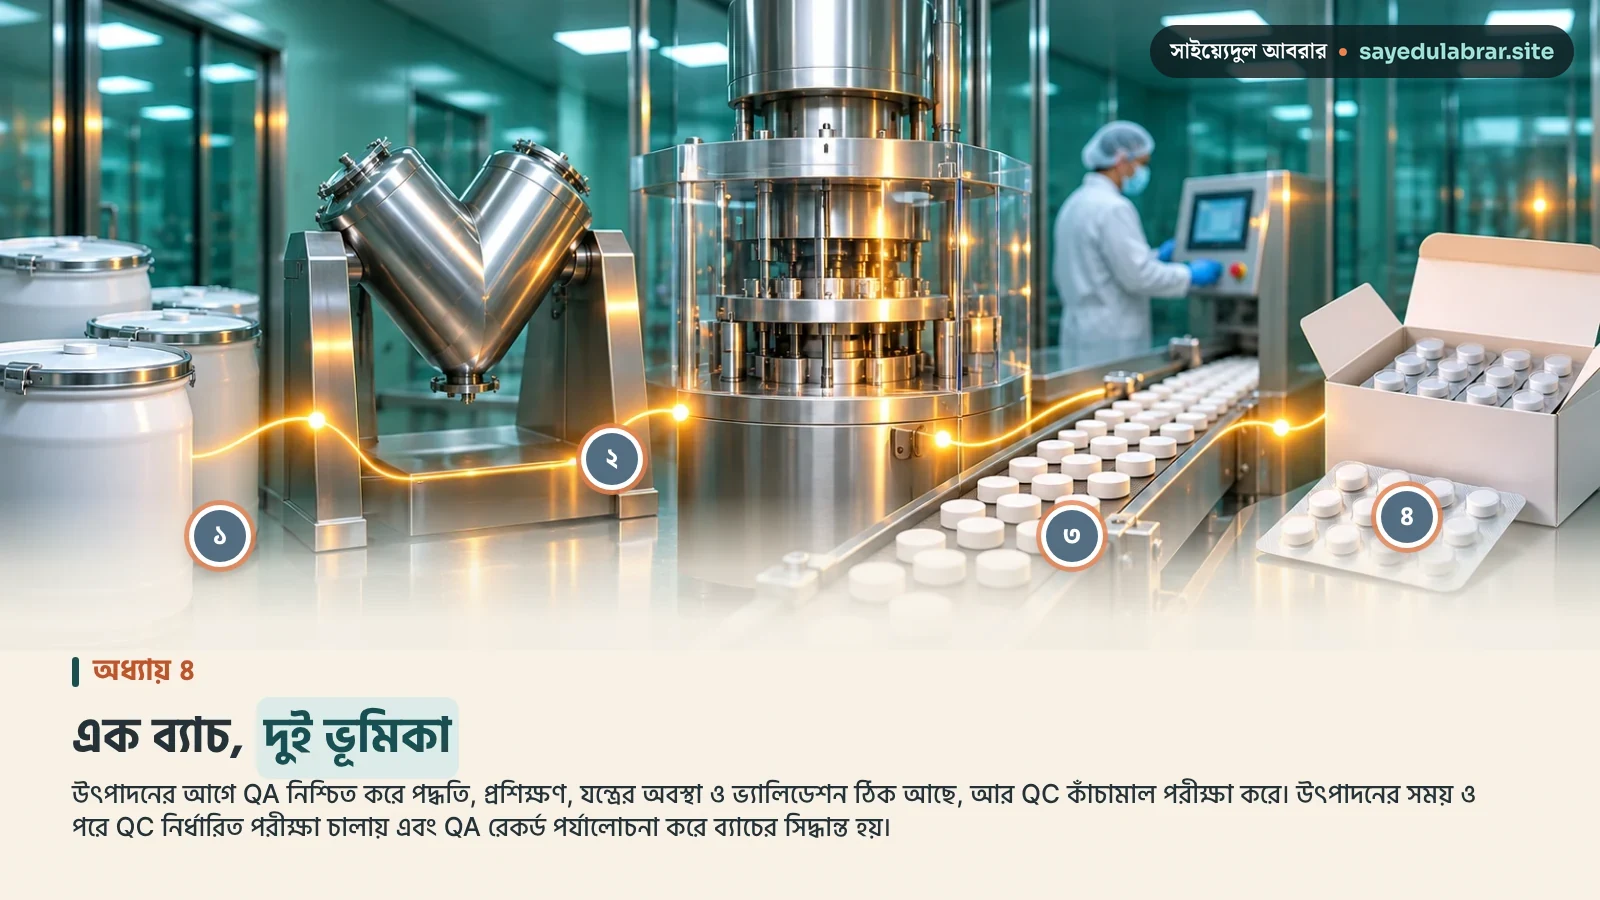 সাইয়্যেদুল আবরার • sayedulabrar.site
১
২
৩
৪
অধ্যায় ৪
এক ব্যাচ, দুই ভূমিকা
উৎপাদনের আগে QA নিশ্চিত করে পদ্ধতি, প্রশিক্ষণ, যন্ত্রের অবস্থা ও ভ্যালিডেশন ঠিক আছে, আর QC কাঁচামাল পরীক্ষা করে। উৎপাদনের সময় ও
পরে QC নির্ধারিত পরীক্ষা চালায় এবং QA রেকর্ড পর্যালোচনা করে ব্যাচের সিদ্ধান্ত হয়।